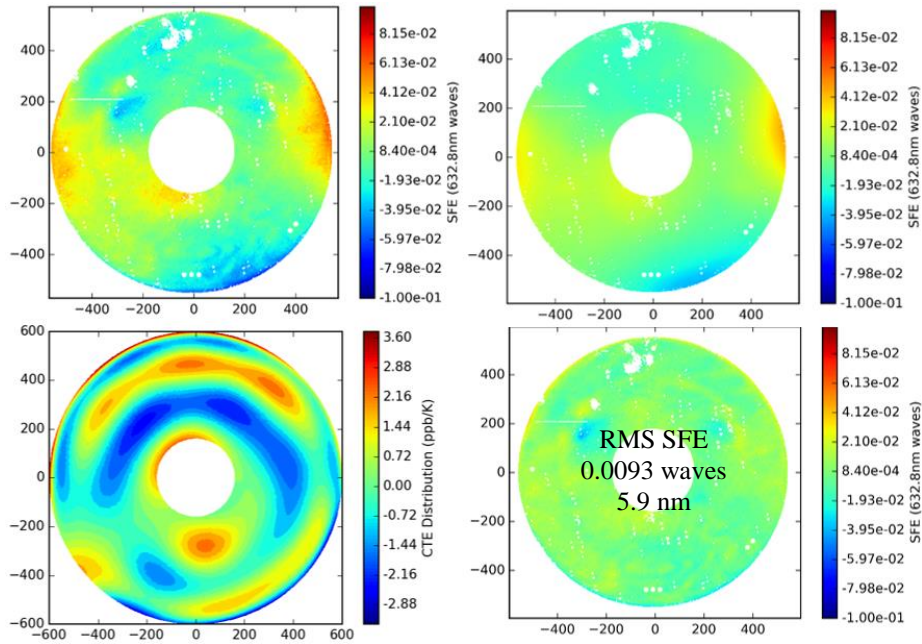 400
200
0
−200
−400
−400
−200
0
200
400
8.15e-02
6.13e-02
4.11e-02
2.10e-02
8.40e-04
-1.93e-02
-3.95e-02
-5.97e-02
-7.98e-02
-1.00e-01
SFE (632.8nm waves)
400
200
0
−200
−400
−400
−200
0
200
400
8.15e-02
6.13e-02
4.11e-02
2.10e-02
8.40e-04
-1.93e-02
-3.95e-02
-5.97e-02
-7.98e-02
-1.00e-01
SFE (632.8nm waves)
600
400
200
0
−200
−400
−600
−600
−400
−200
0
200
400
600
3.60
2.88
2.16
1.44
0.72
0.00
-0.72
-1.44
-2.16
-2.88
CTE Distribution (ppb/K)
400
200
0
−200
−400
−400
−200
0
200
400
RMS SFE
0.0093 waves
5.9 nm
8.15e-02
6.13e-02
4.11e-02
2.10e-02
8.40e-04
-1.93e-02
-3.95e-02
-5.97e-02
-7.98e-02
-1.00e-01
SFE (632.8nm waves)